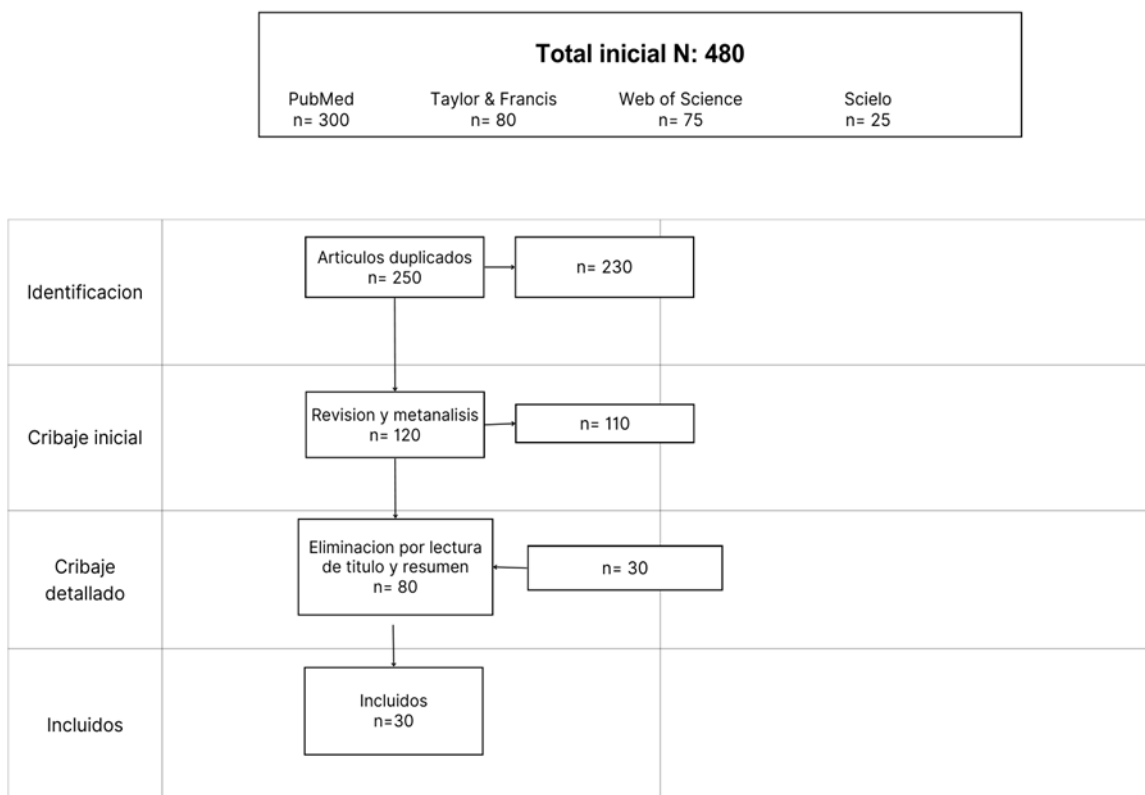 Total inicial N: 480
PubMed
n= 300
Taylor & Francis
n= 80
Web of Science
n= 75
Scielo
n= 25
Identificacion
Articulos duplicados
n= 250
n= 230
Cribaje inicial
Revision y metanalisis
n= 120
n= 110
Cribaje
detallado
Eliminacion por lectura
de titulo y resumen
n= 80
n= 30
Incluidos
Incluidos
n=30